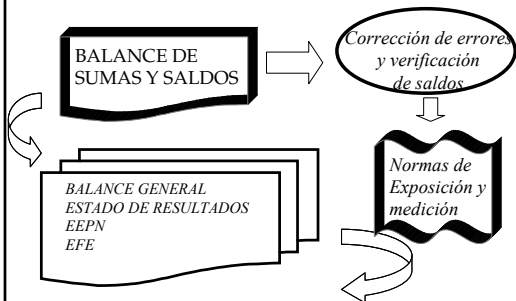 BALANCE DE
SUMAS Y SALDOS
Corrección de errores
y verificación
de saldos
Normas de
Exposición y
medición
BALANCE GENERAL
ESTADO DE RESULTADOS
EEPN
EFE